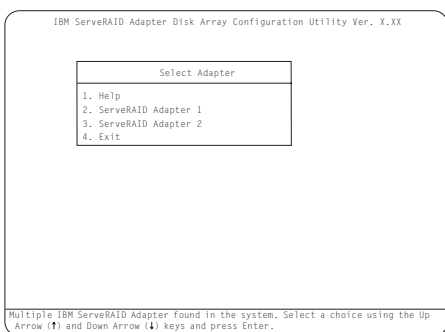 IBM ServeRAID Adapter Disk Array Configuration Utility Ver. X.XX
Select Adapter
1. Help
2. ServeRAID Adapter 1
3. ServeRAID Adapter 2
4. Exit
Multiple IBM ServeRAID Adapter found in the system. Select a choice using the Up
Arrow (↑) and Down Arrow (↓) keys and press Enter.